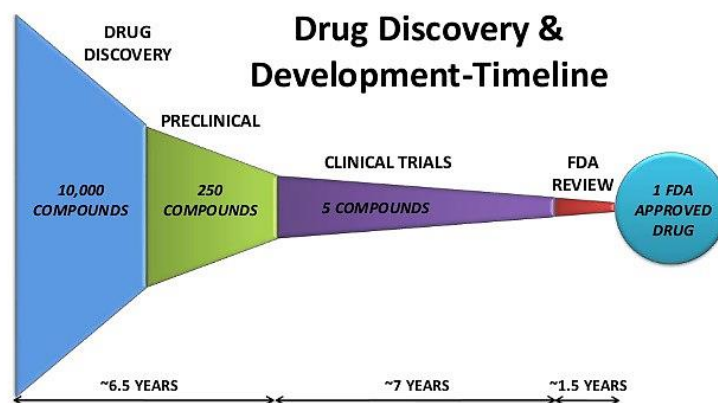 Drug Discovery &
Development-Timeline
DRUG
DISCOVERY
PRECLINICAL
CLINICAL TRIALS
FDA
REVIEW
10,000
COMPOUNDS
250
COMPOUNDS
5 COMPOUNDS
1 FDA
APPROVED
DRUG
~6.5 YEARS
~7 YEARS
~1.5 YEARS